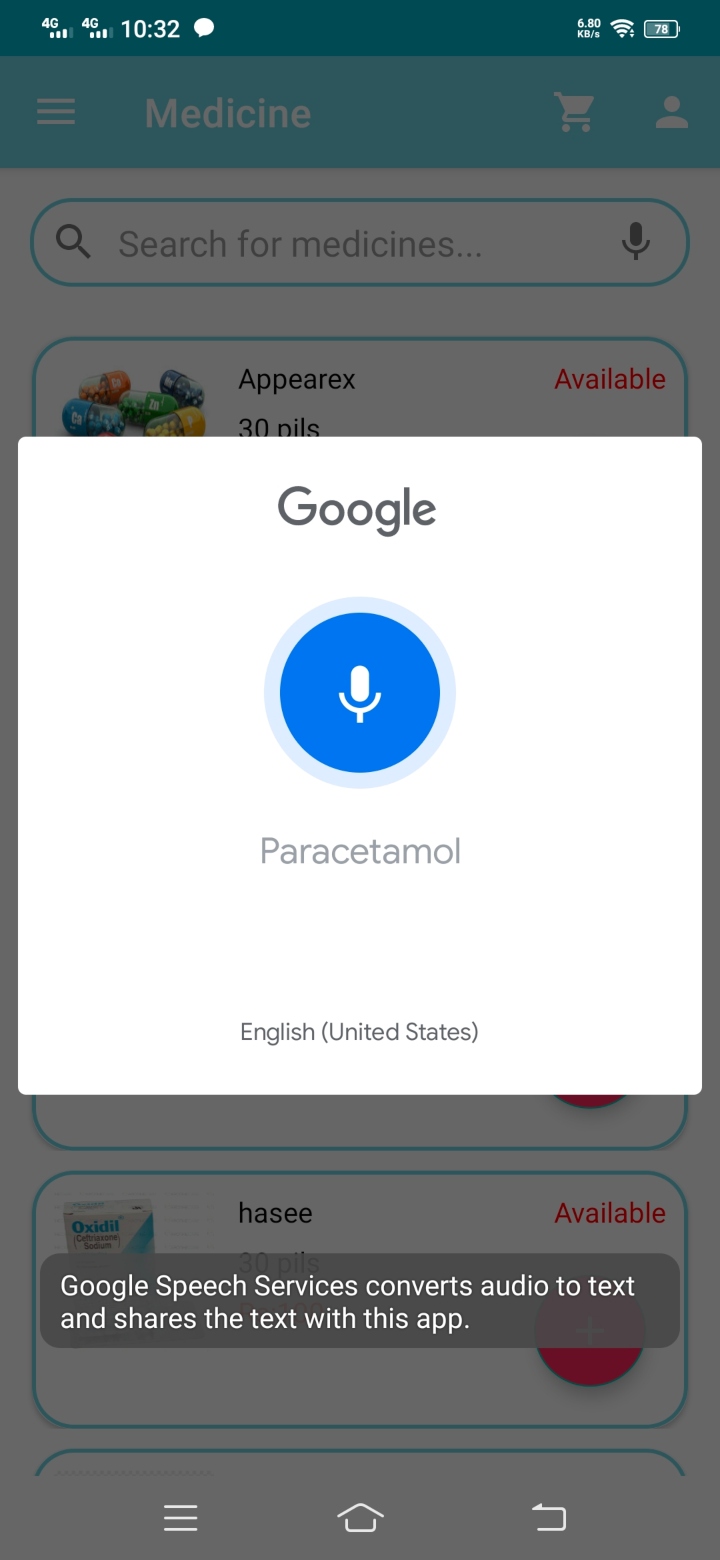 4G 4G 10:32 6.80 KB/s 78
Medicine
Search for medicines...
Appearex Available
30 pils
Ca
Zn
Google
Paracetamol
English (United States)
hasee Available
Oxidil
Ceftriaxone
Sodium
30 pils
Google Speech Services converts audio to text
and shares the text with this app.